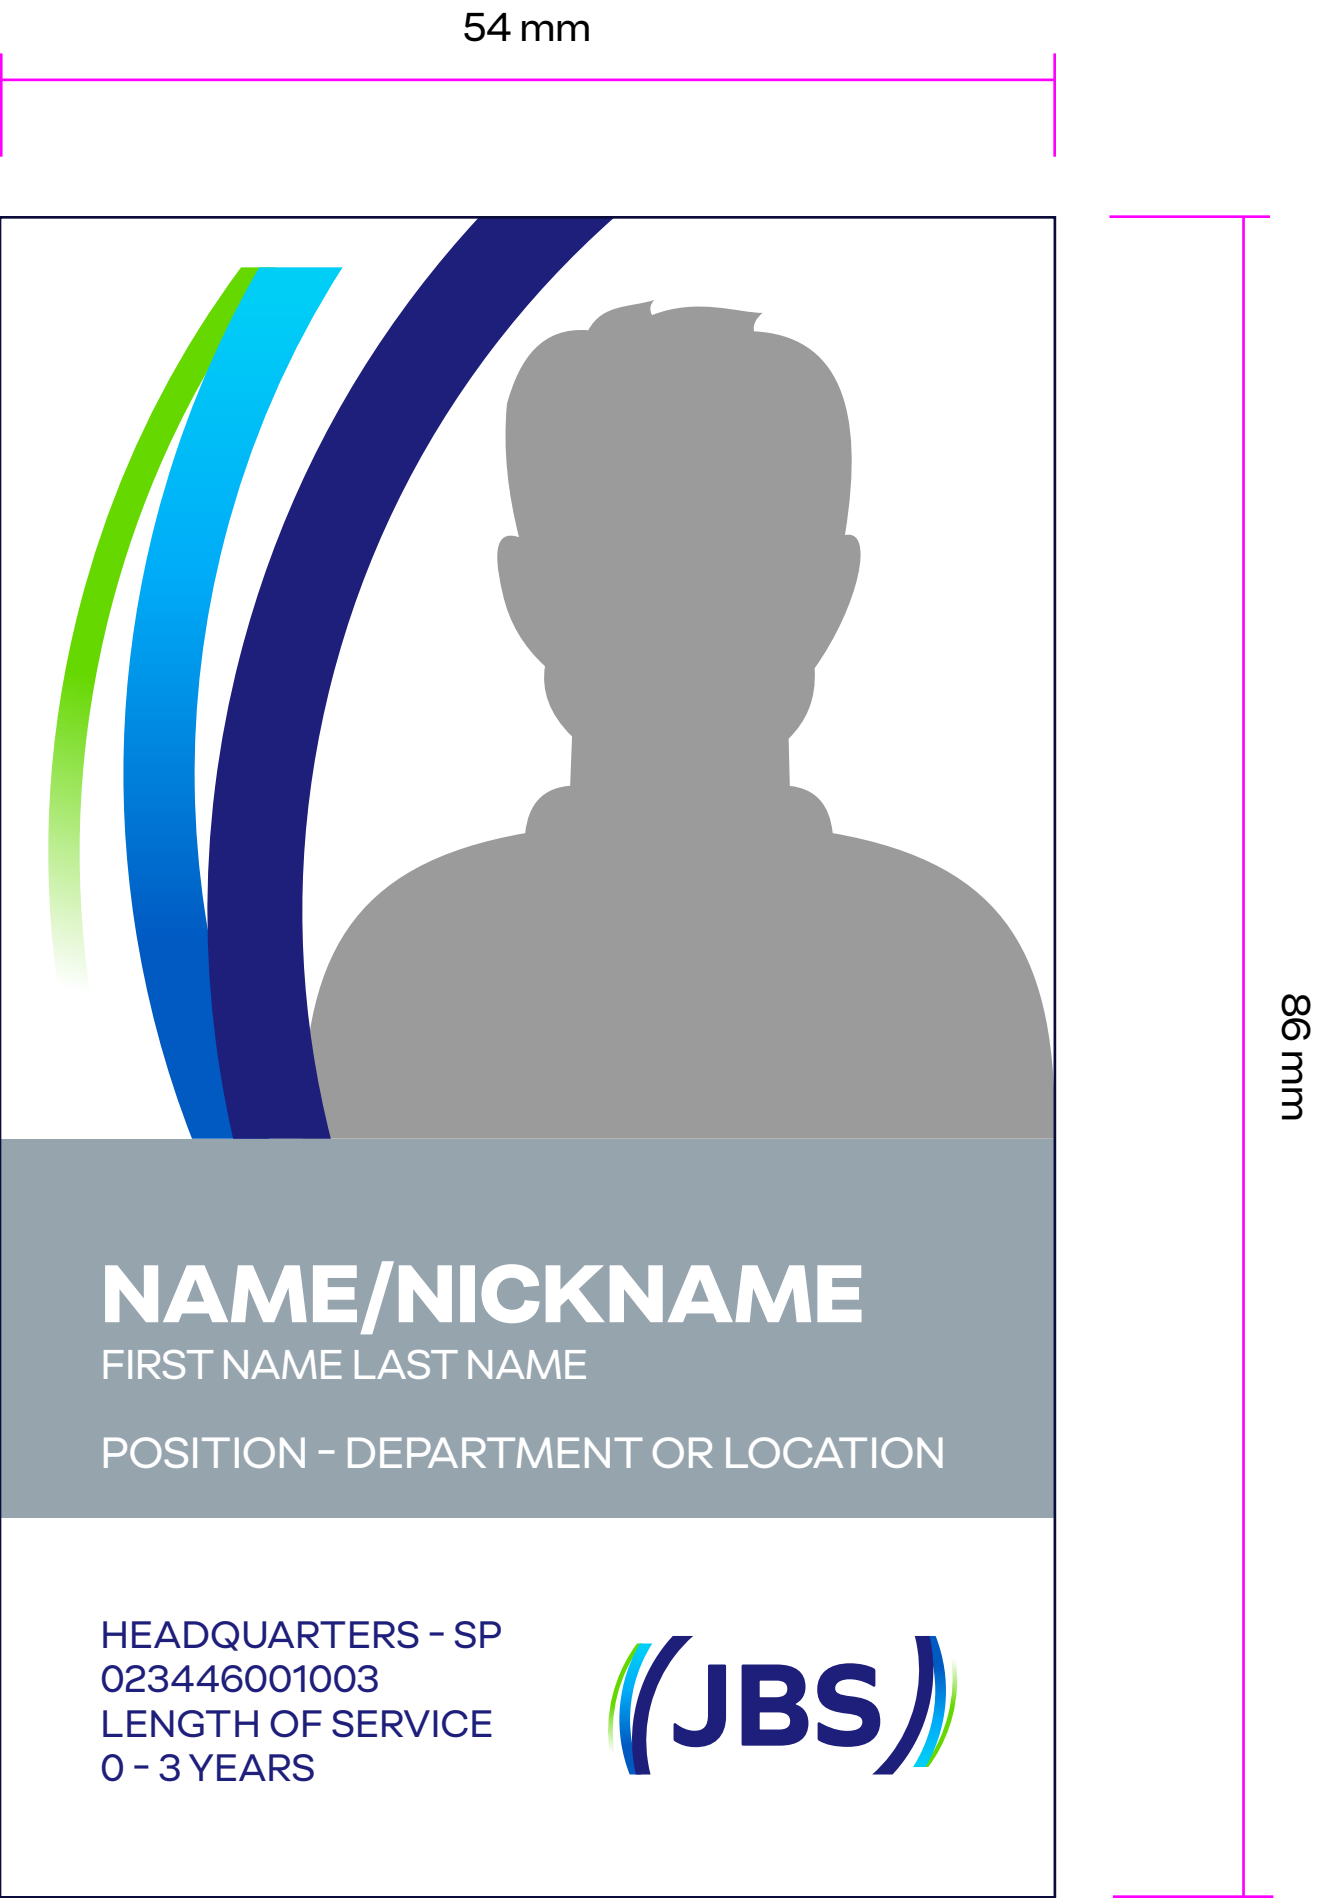 54 mm
86 mm
NAME/NICKNAME
FIRST NAME LAST NAME
POSITION - DEPARTMENT OR LOCATION
HEADQUARTERS - SP
023446001003
LENGTH OF SERVICE
0 - 3 YEARS
JBS